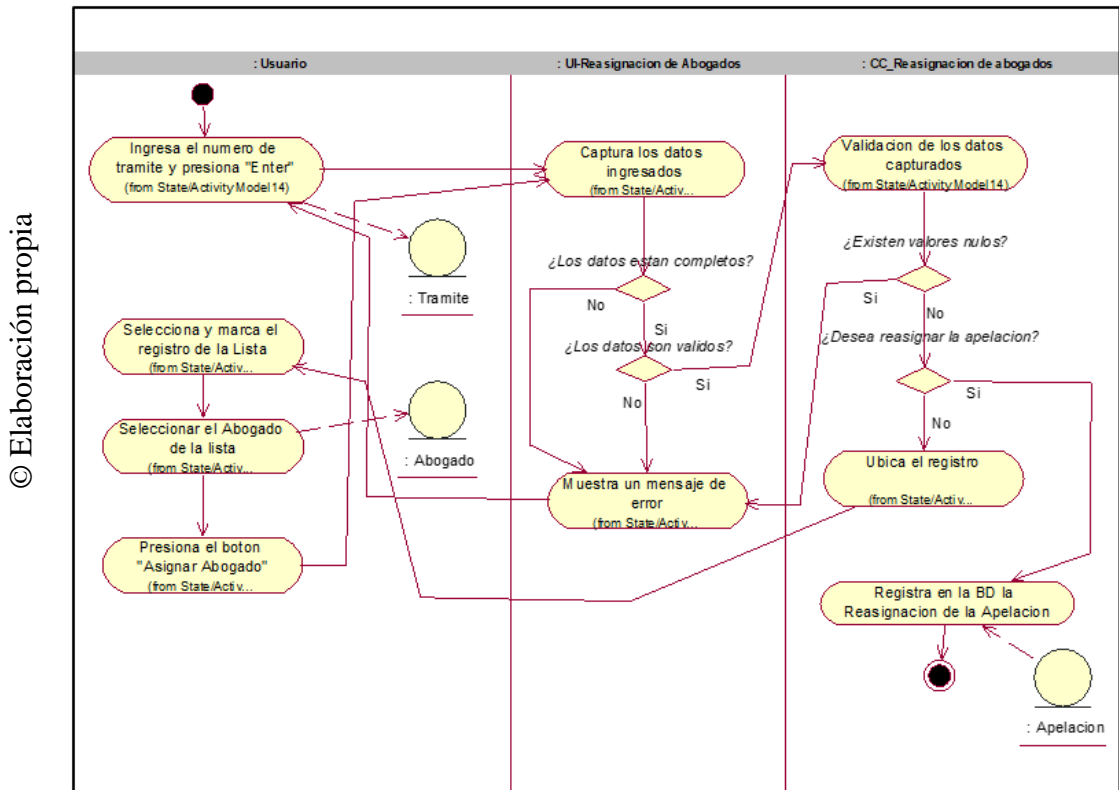 © Elaboración propia
: Usuario
: UI-Reasignacion de Abogados
: CC_Reasignacion de abogados
Ingresa el numero de
tramite y presiona "Enter"
(from State/Activity Model14)
Captura los datos
ingresados
(from State/Activ...
Validacion de los datos
capturados
(from State/Activity Model14)
: Tramite
¿Los datos estan completos?
No
Si
¿Existen valores nulos?
Si
No
Selecciona y marca el
registro de la Lista
(from State/Activ...
¿Los datos son validos?
Si
No
¿Desea reasignar la apelacion?
Si
No
Seleccionar el Abogado
de la lista
(from State/Activ...
: Abogado
Muestra un mensaje de
error
(from State/Activ...
Ubica el registro
(from State/Activ...
Presiona el boton
"Asignar Abogado"
(from State/Activ...
Registra en la BD la
Reasignacion de la Apelacion
: Apelacion